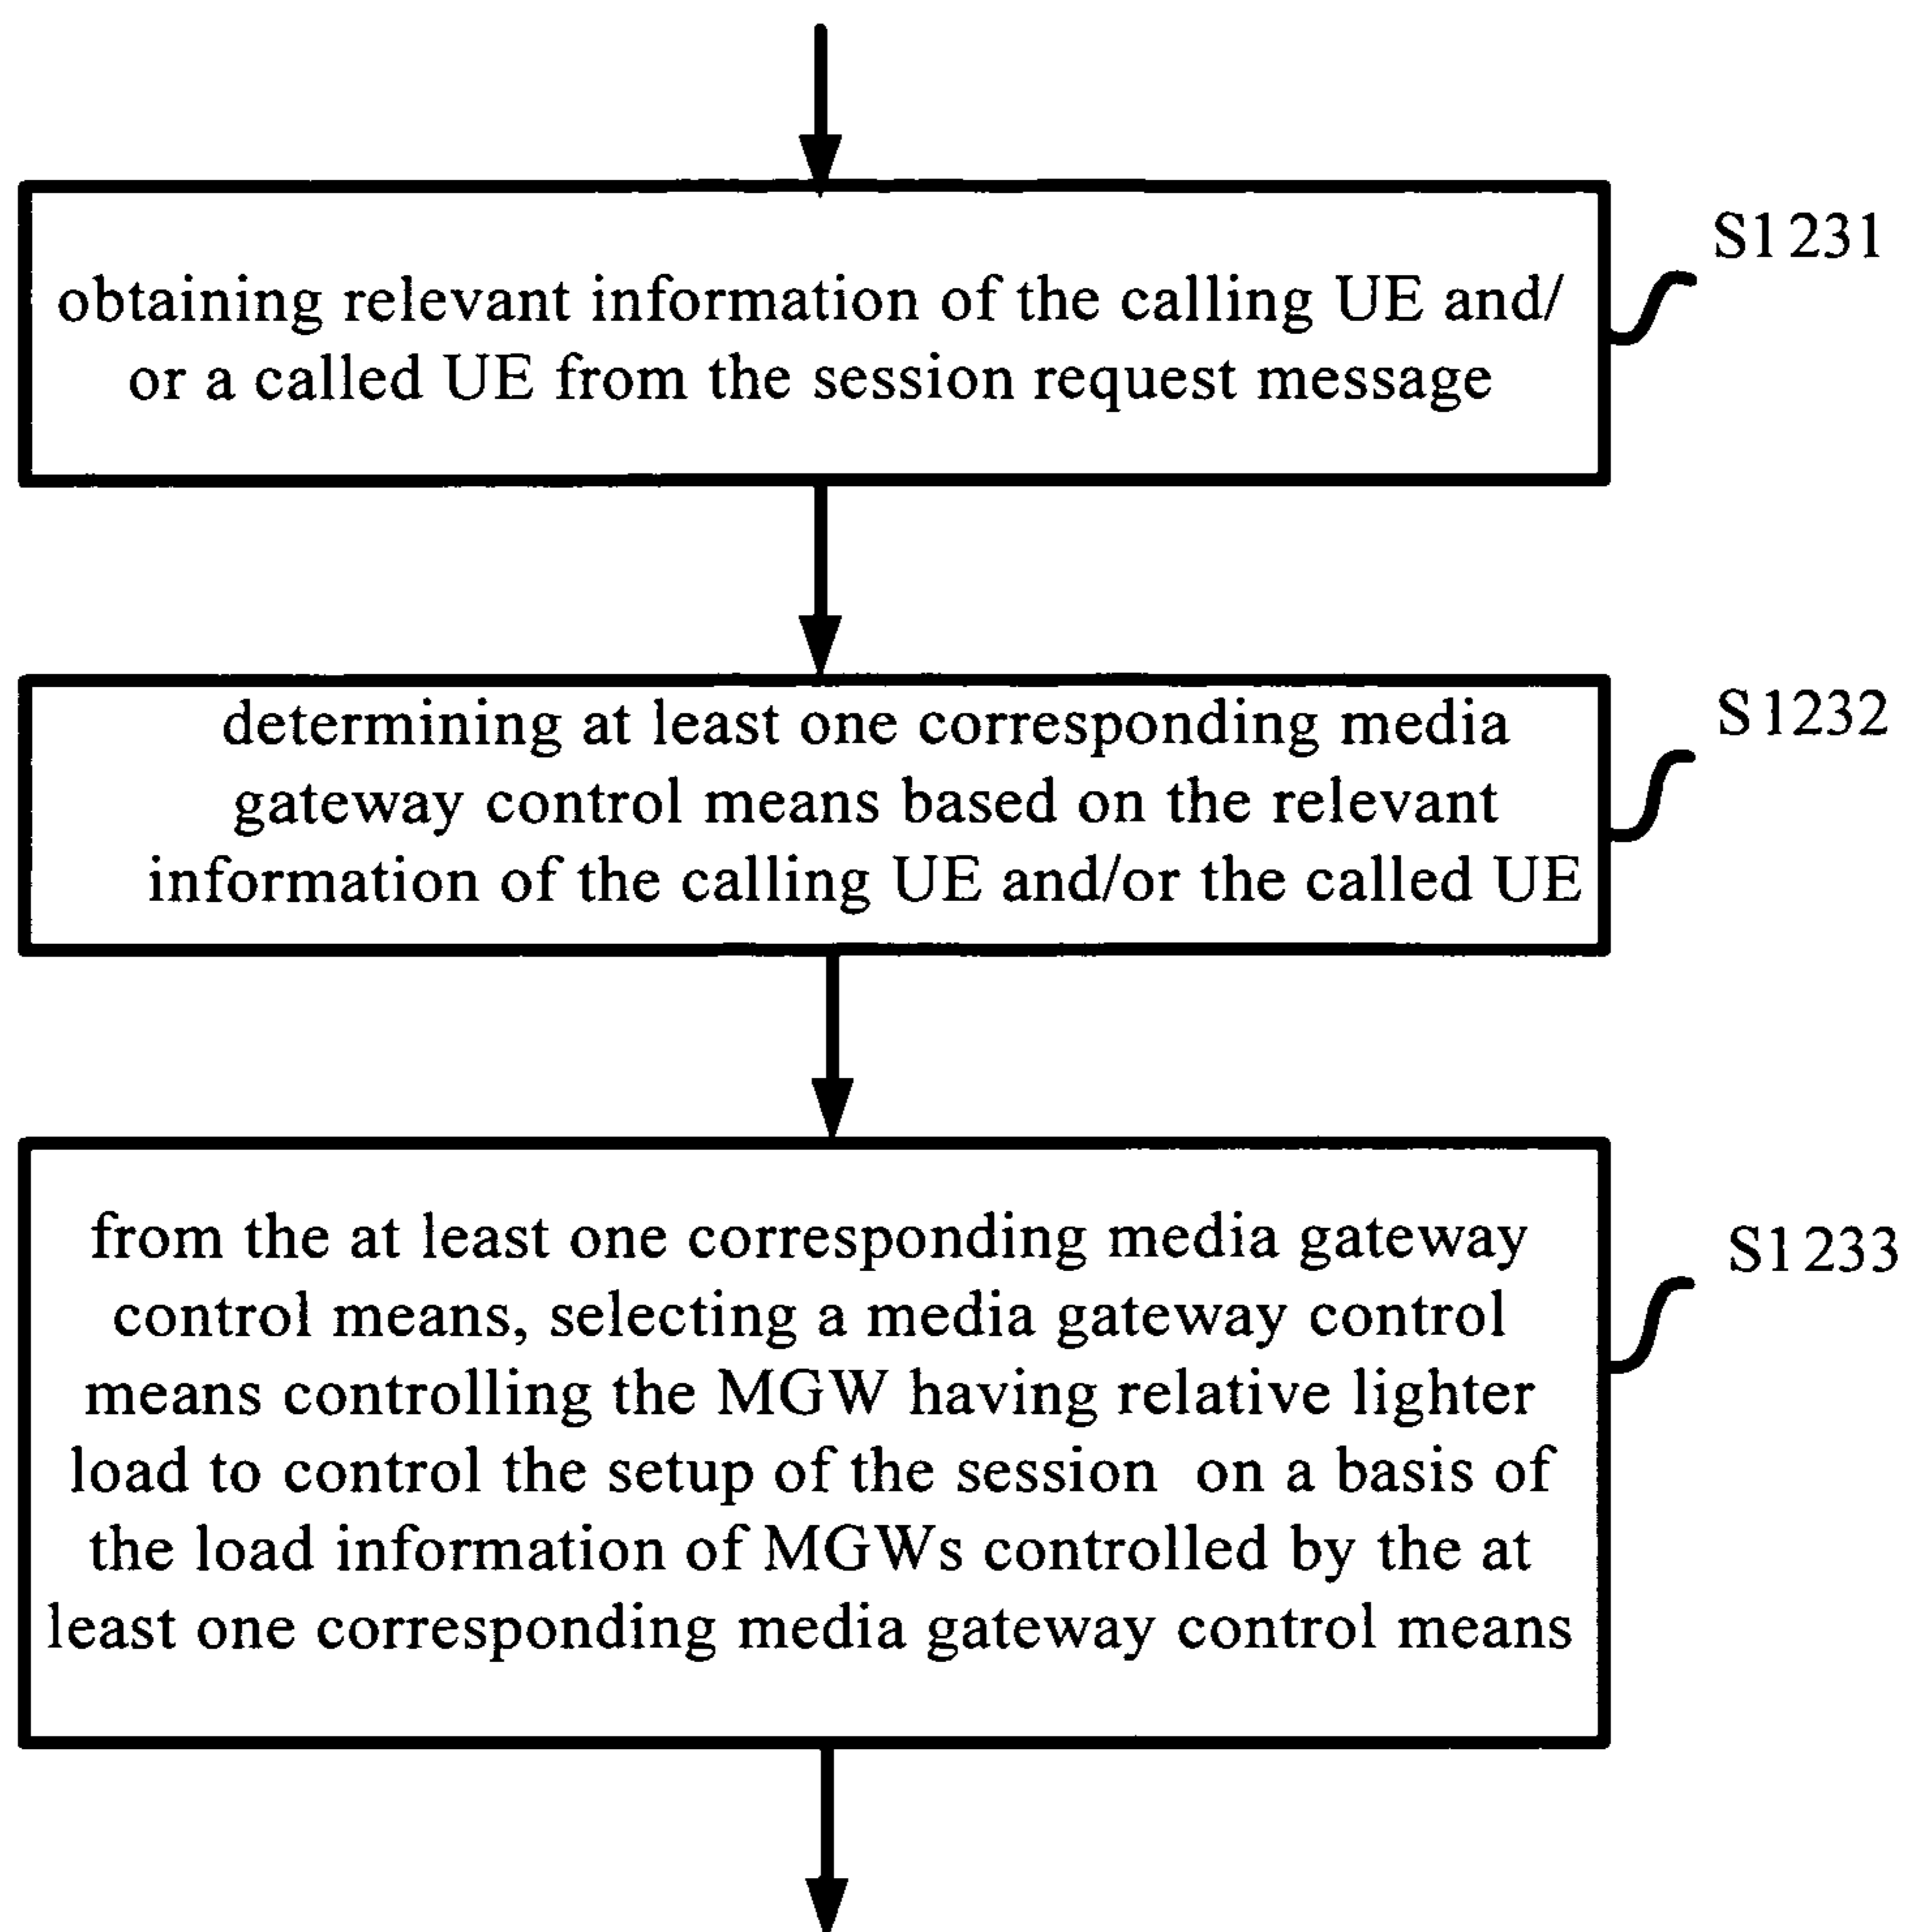 S1231
obtaining relevant information of the calling UE and/
or a called UE from the session request message
S1232
determining at least one corresponding media
gateway control means based on the relevant
information of the calling UE and/or the called UE
S1233
from the at least one corresponding media gateway
control means, selecting a media gateway control
means controlling the MGW having relative lighter
load to control the setup of the session on a basis of
the load information of MGWs controlled by the at
least one corresponding media gateway control means